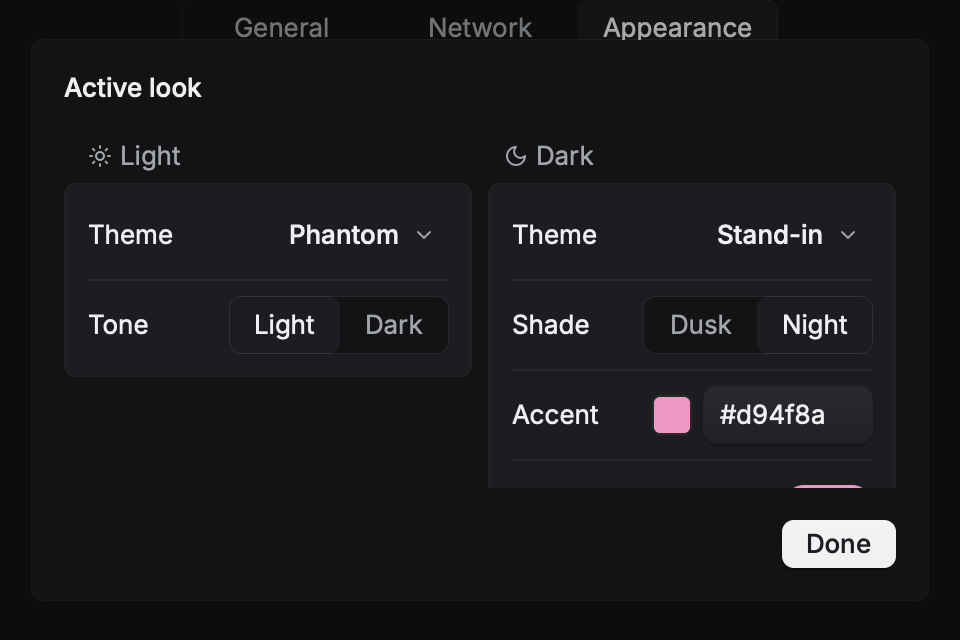 General Network Appearance
Active look
Light
Theme Phantom
Tone Light Dark
Dark
Theme Stand-in
Shade Dusk Night
Accent #d94f8a
Done